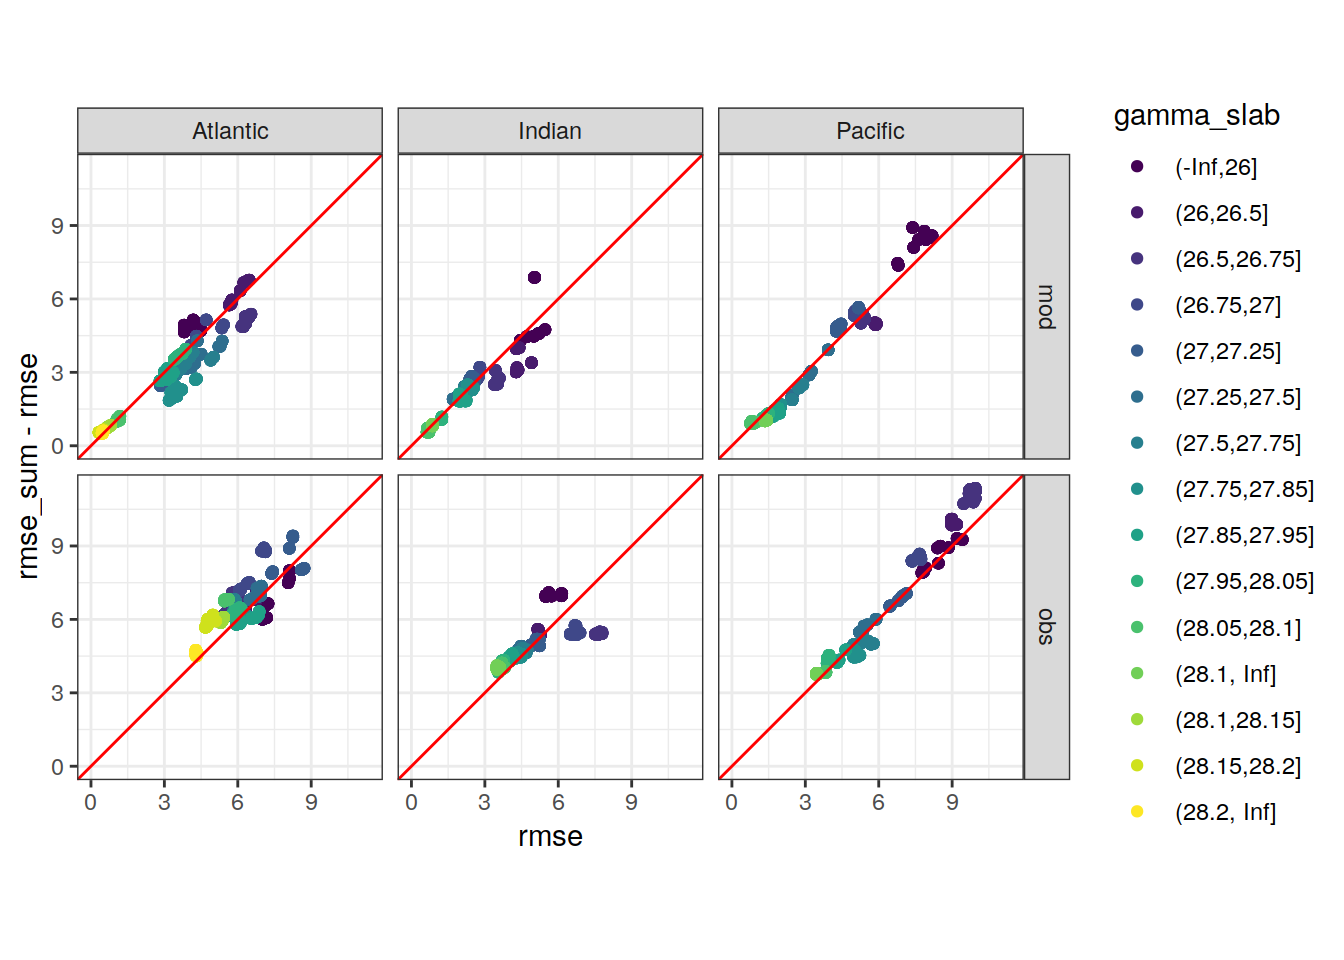 Atlantic
Indian
Pacific
gamma_slab
(-Inf,26]
(26,26.5]
(26.5,26.75]
(26.75,27]
(27,27.25]
(27.25,27.5]
(27.5,27.75]
(27.75,27.85]
(27.85,27.95]
(27.95,28.05]
(28.05,28.1]
(28.1, Inf]
(28.1,28.15]
(28.15,28.2]
(28.2, Inf]
mod
obs
rmse_sum - rmse
9
6
3
0
9
6
3
0
0 3 6 9 0 3 6 9 0 3 6 9
rmse